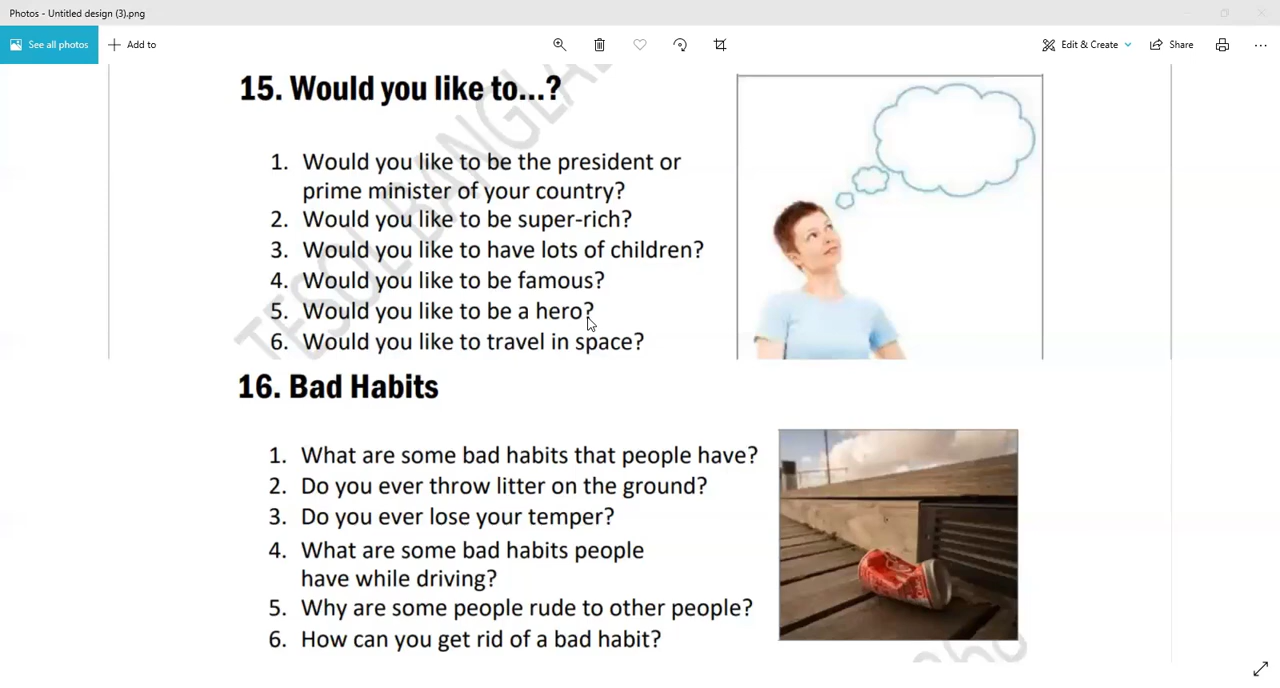 Photos - Untitled design (3).png
See all photos
Add to
Edit & Create
Share
15. Would you like to...?
1. Would you like to be the president or
prime minister of your country?
2. Would you like to be super-rich?
3. Would you like to have lots of children?
4. Would you like to be famous?
5. Would you like to be a hero?
6. Would you like to travel in space?
TESOL BANGLA
16. Bad Habits
1. What are some bad habits that people have?
2. Do you ever throw litter on the ground?
3. Do you ever lose your temper?
4. What are some bad habits people
have while driving?
5. Why are some people rude to other people?
6. How can you get rid of a bad habit?